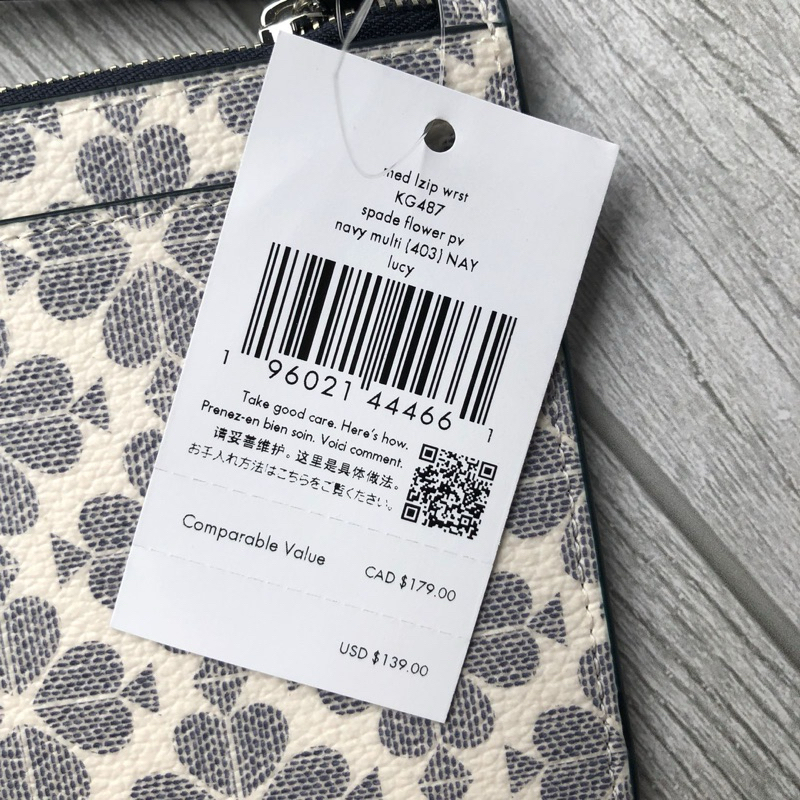 med lzip wrst
KG487
spade flower pv
navy multi (403) NAY
lucy
1 96021 44466 1
Take good care. Here's how.
Prenez-en bien soin. Voici comment.
请妥善维护。这里是具体做法。
お手入れ方法はこちらをご覧ください。
Comparable Value
CAD $179.00
USD $139.00